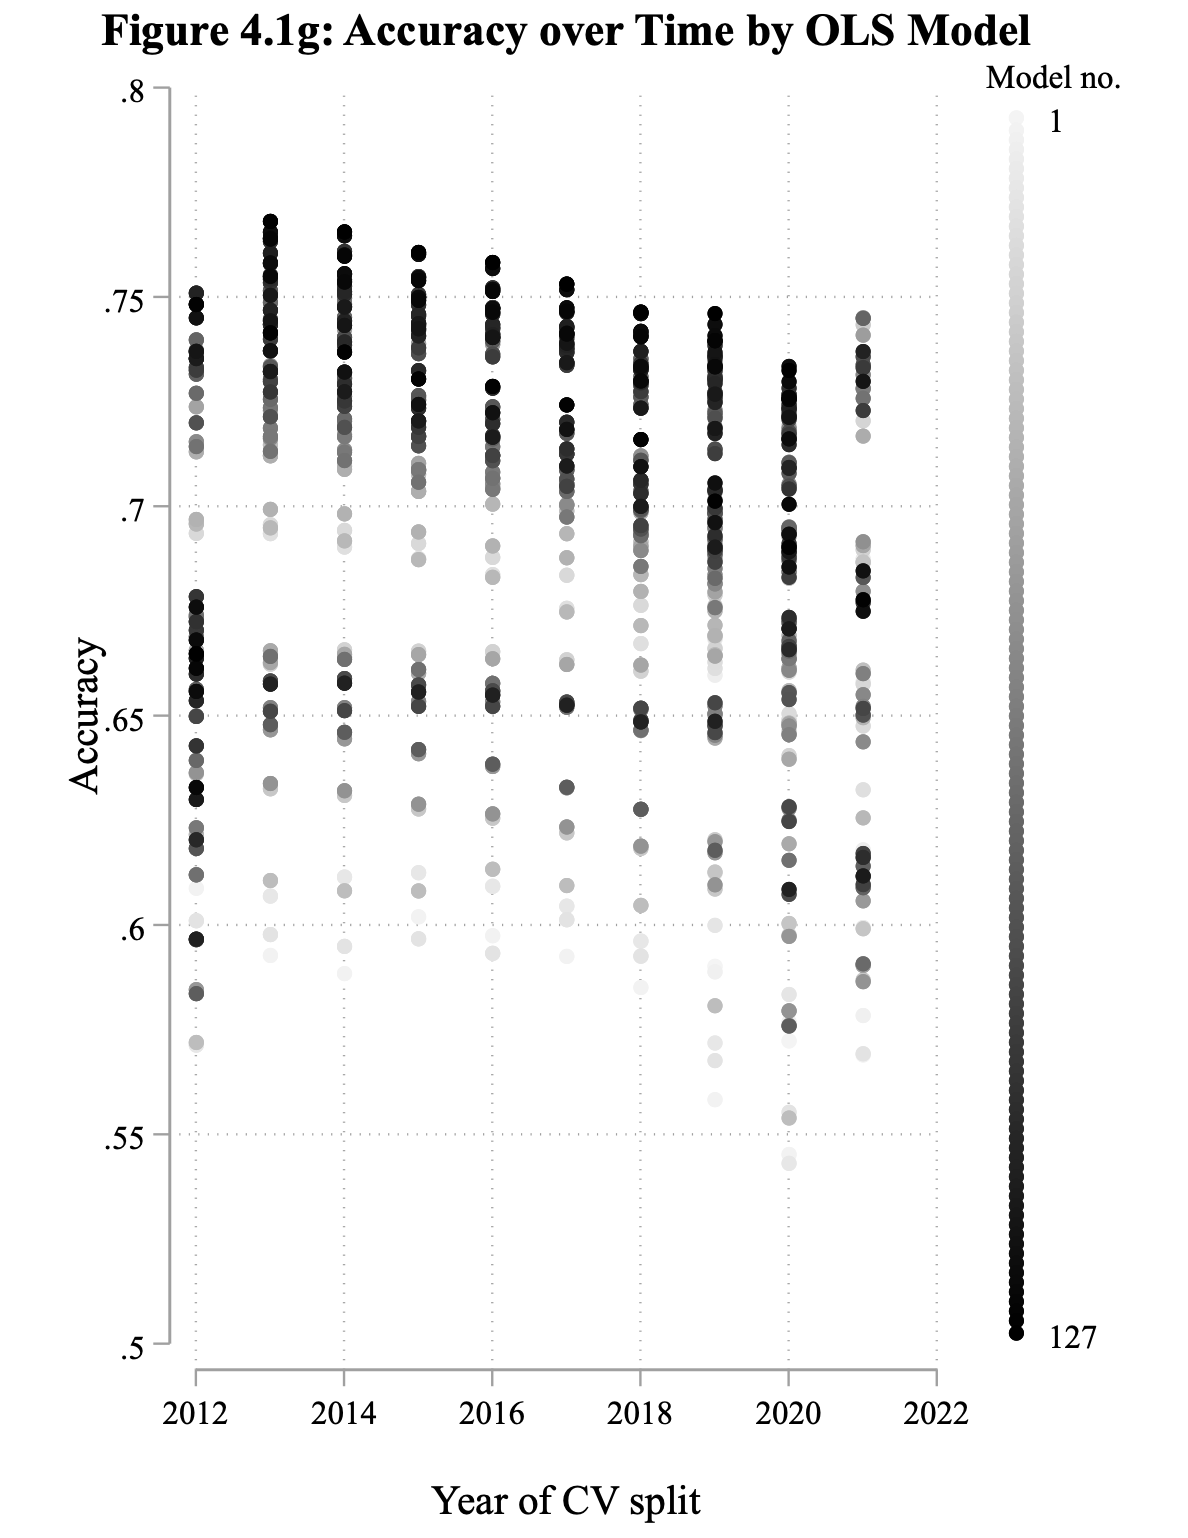 Figure 4.1g: Accuracy over Time by OLS Model
Model no.
1
127
Accuracy
.8
.75
.7
.65
.6
.55
.5
2012 2014 2016 2018 2020 2022
Year of CV split